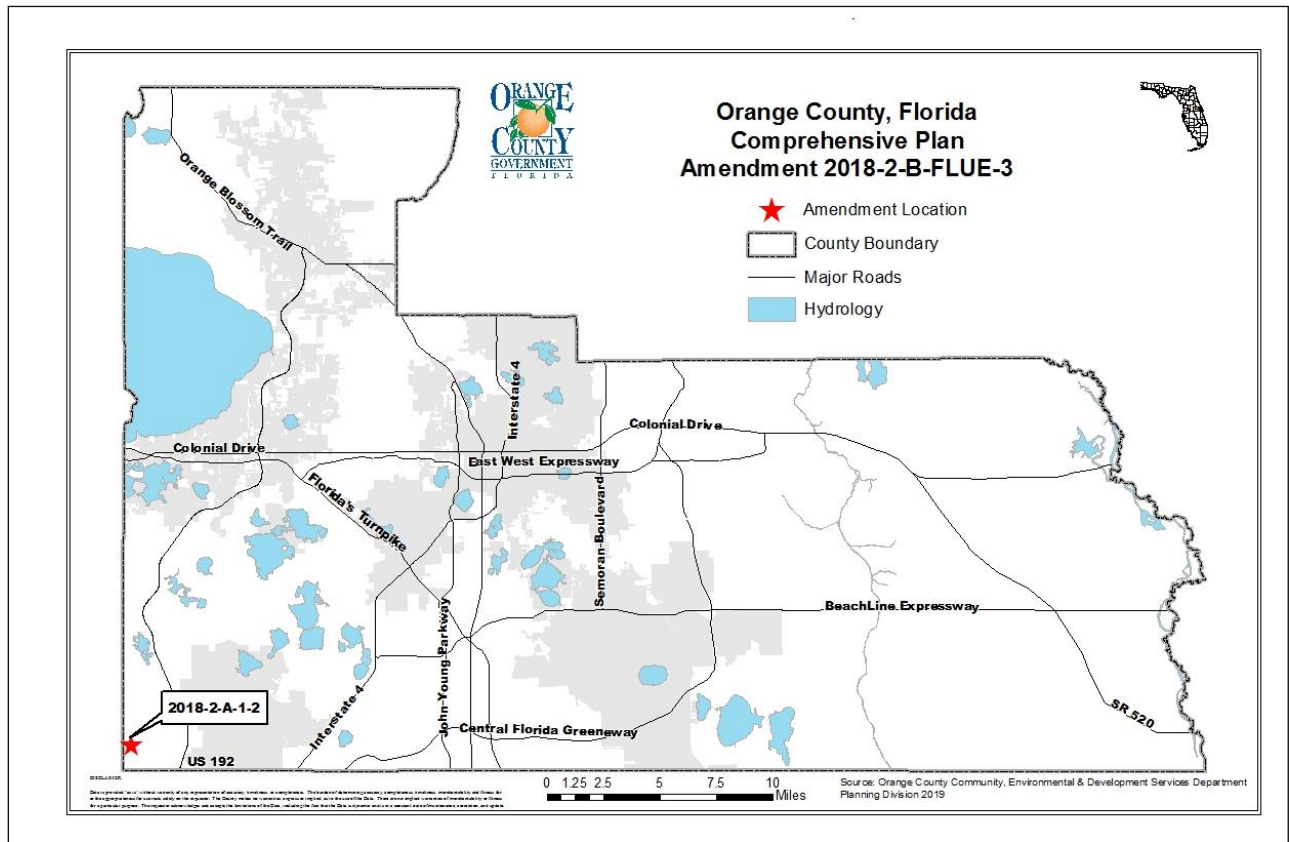 ORANGE
COUNTY
GOVERNMENT
FLORIDA
Orange County, Florida
Comprehensive Plan
Amendment 2018-2-B-FLUE-3
Amendment Location
County Boundary
Major Roads
Hydrology
Orange Blossom Trail
Interstate 4
Colonial Drive
Colonial Drive
East West Expressway
Florida's Turnpike
Semoran Boulevard
John Young Parkway
BeachLine Expressway
2018-2-A-1-2
Interstate 4
Central Florida Greeneway
SR 520
US 192
0 1.25 2.5 5 7.5 10
Miles
Source: Orange County Community, Environmental & Development Services Department
Planning Division 2019